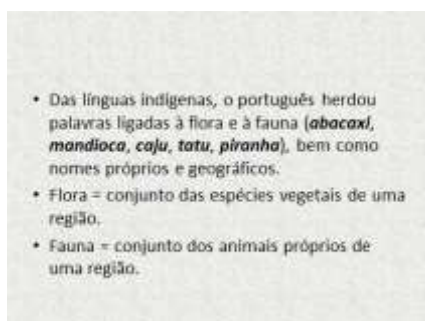 • Das línguas indígenas, o português herdou
palavras ligadas à flora e à fauna (abacaxi,
mandioca, caju, tatu, piranha), bem como
nomes próprios e geográficos.
• Flora = conjunto das espécies vegetais de uma
região.
• Fauna = conjunto dos animais próprios de
uma região.